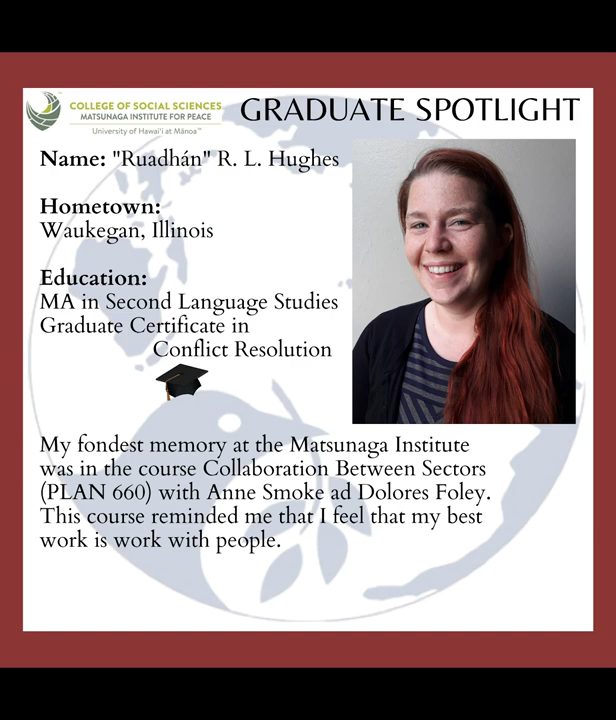 COLLEGE OF SOCIAL SCIENCES
MATSUNAGA INSTITUTE FOR PEACE
University of Hawai'i at Mānoa™
GRADUATE SPOTLIGHT
Name: "Ruadhán" R. L. Hughes
Hometown:
Waukegan, Illinois
Education:
MA in Second Language Studies
Graduate Certificate in
Conflict Resolution
My fondest memory at the Matsunaga Institute
was in the course Collaboration Between Sectors
(PLAN 660) with Anne Smoke ad Dolores Foley.
This course reminded me that I feel that my best
work is work with people.